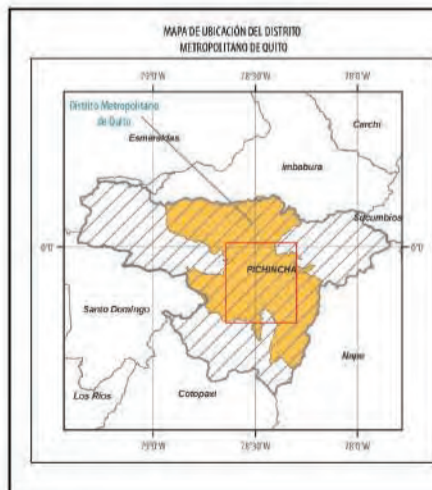 MAPA DE UBICACIÓN DEL DISTRITO
METROPOLITANO DE QUITO
79°0'W 78°30'W 78°0'W
Distrito Metropolitano
de Quito
Esmeraldas
Carchi
Imbabura
Sucumbios
0°0' 0°0'
PICHINCHA
Santo Domingo
Napo
Los Ríos
Cotopaxi
79°0'W 78°30'W 78°0'W